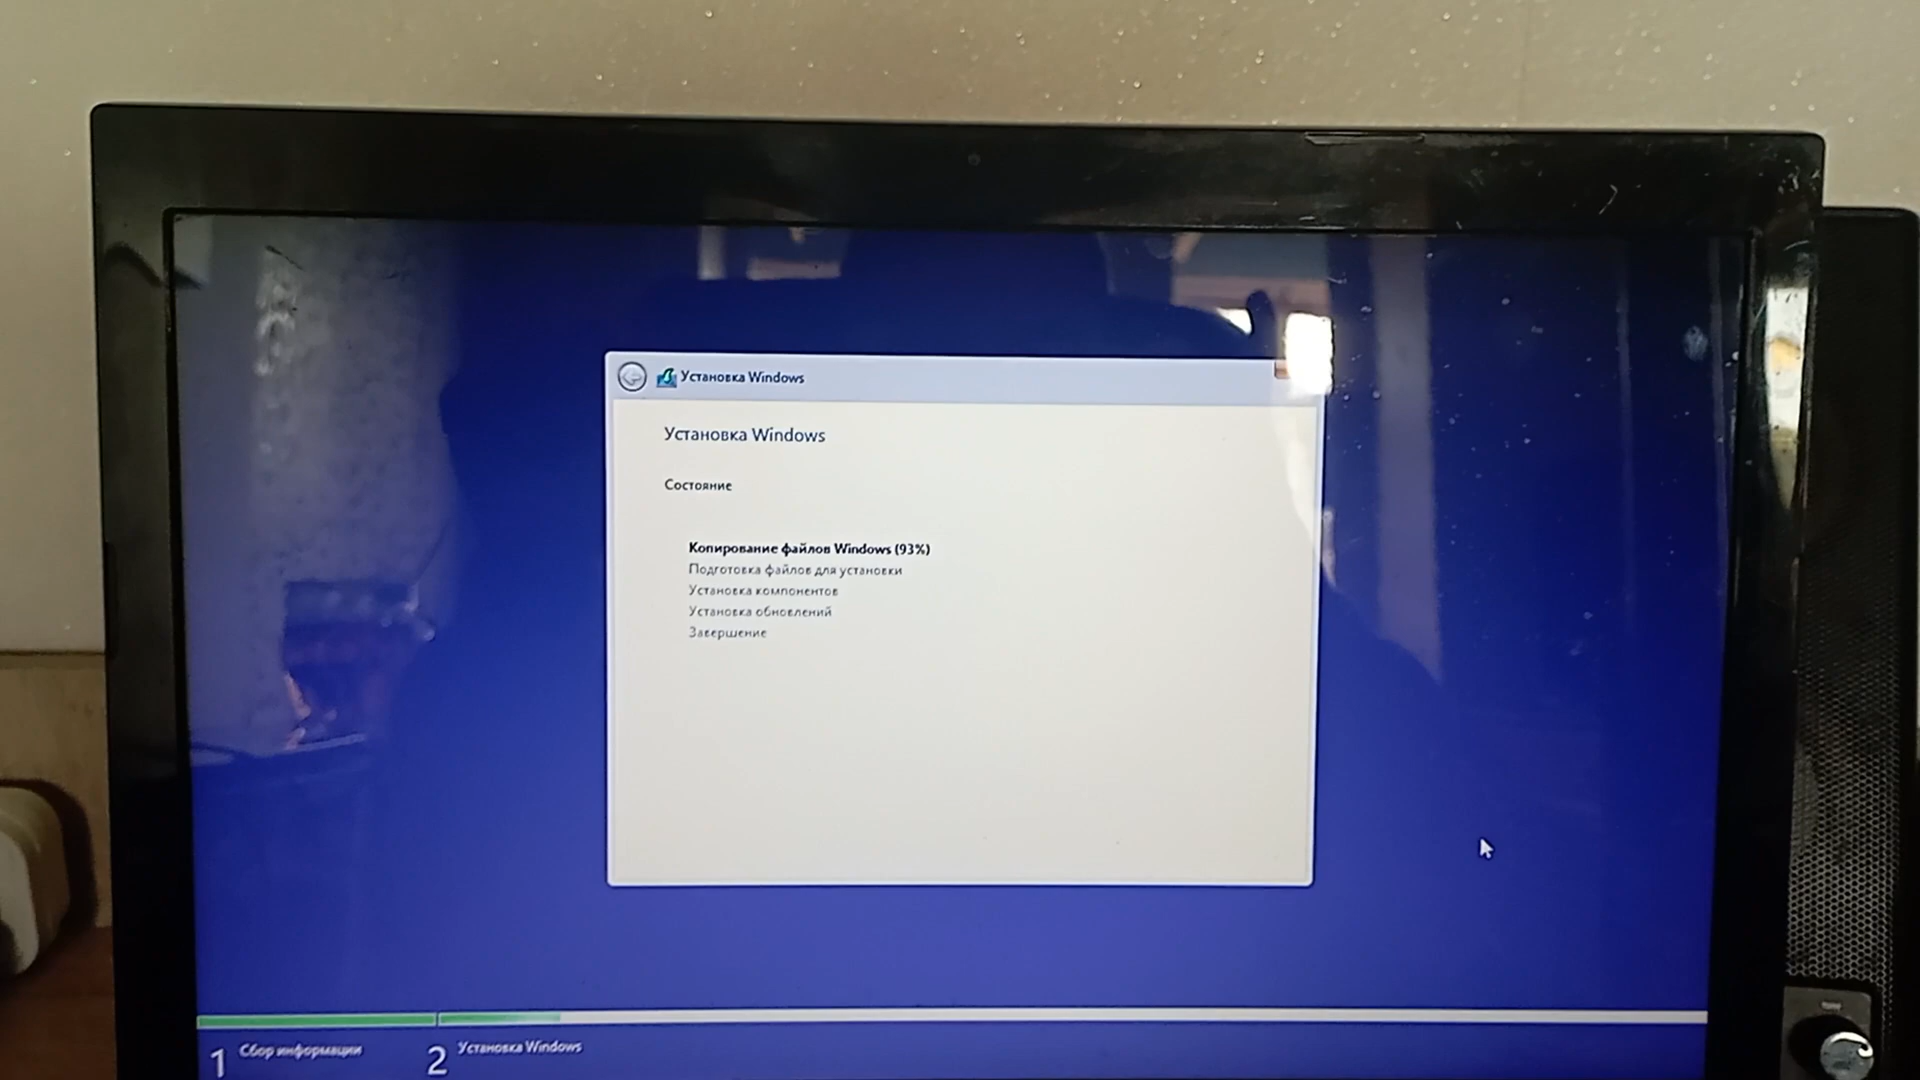 Установка Windows
Установка Windows
Состояние
Копирование файлов Windows (93%)
Подготовка файлов для установки
Установка компонентов
Установка обновлений
Завершение
1 Сбор информации
2 Установка Windows